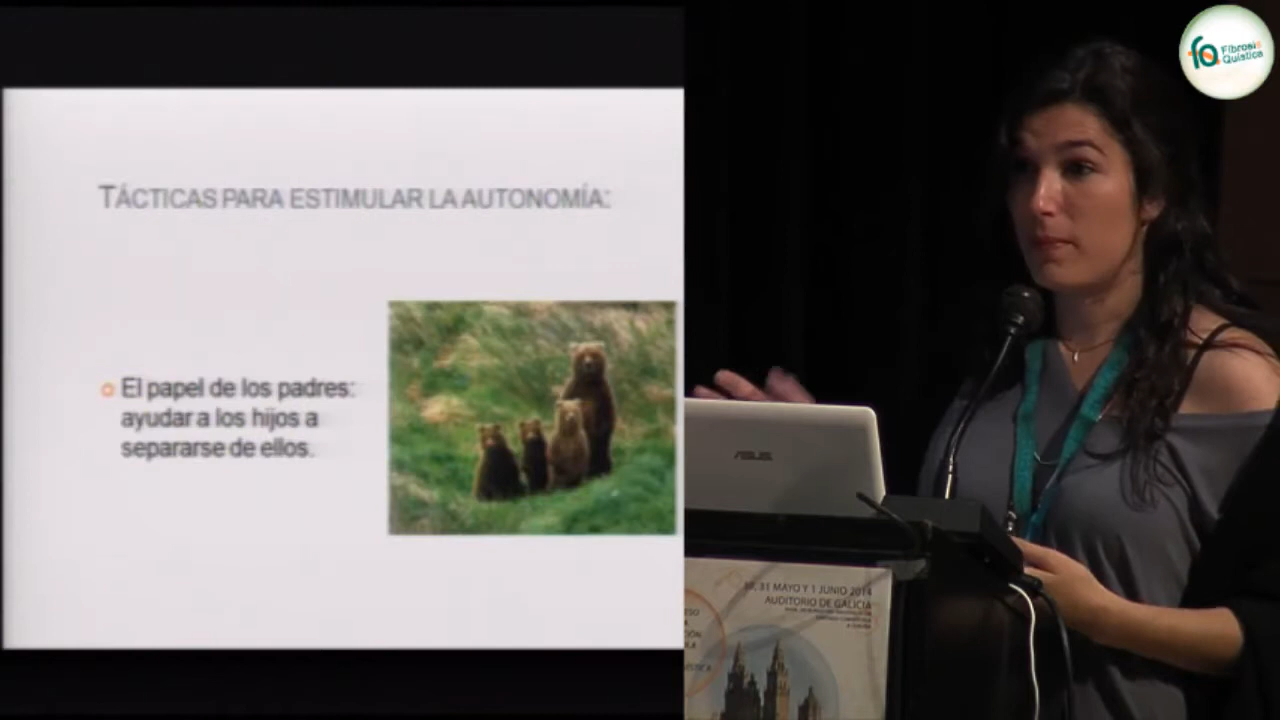 TÁCTICAS PARA ESTIMULAR LA AUTONOMÍA:
El papel de los padres:
ayudar a los hijos a
separarse de ellos.
fq Fibrosis
Quística
ASUS
31 MAYO Y 1 JUNIO 2014
AUDITORIO DE GALICIA